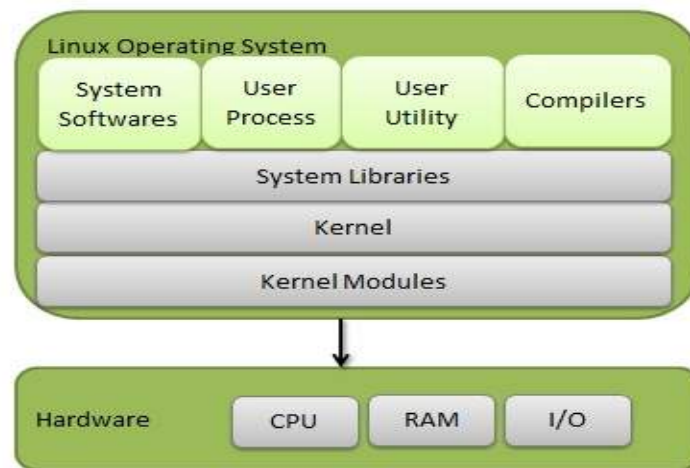 Linux Operating System
System
Softwares
User
Process
User
Utility
Compilers
System Libraries
Kernel
Kernel Modules
Hardware
CPU
RAM
I/O